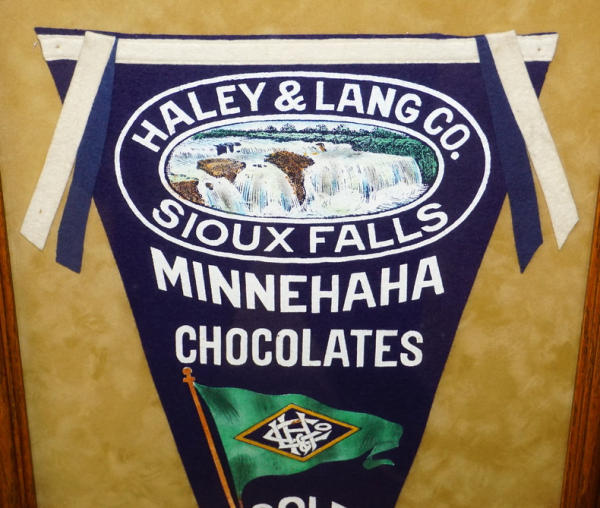 HALEY & LANG CO.
SIOUX FALLS
MINNEHAHA
CHOCOLATES